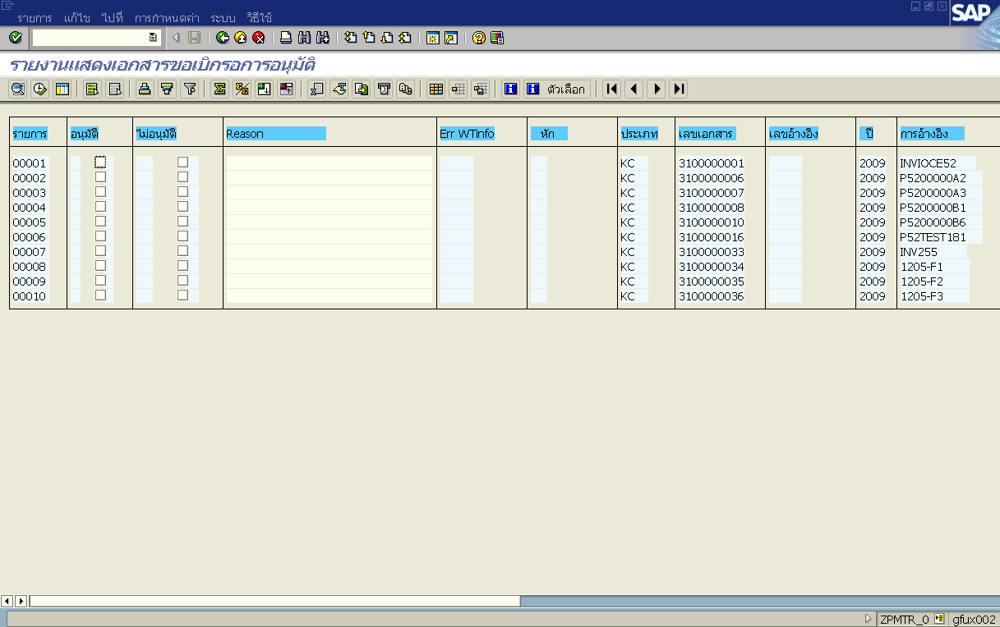 รายการ แก้ไข ไปที่ การกำหนดค่า ระบบ วิธีใช้
SAP
รายงานแสดงเอกสารขอเบิกรอการอนุมัติ
ตัวเลือก
รายการ อนุมัติ ไม่อนุมัติ Reason Err WTinfo หัก ประเภท เลขเอกสาร เลขอ้างอิง ปี การอ้างอิง
00001 KC 3100000001 2009 INVIOCE52
00002 KC 3100000006 2009 P5200000A2
00003 KC 3100000007 2009 P5200000A3
00004 KC 3100000008 2009 P5200000B1
00005 KC 3100000010 2009 P5200000B6
00006 KC 3100000016 2009 P52TEST181
00007 KC 3100000033 2009 INV255
00008 KC 3100000034 2009 1205-F1
00009 KC 3100000035 2009 1205-F2
00010 KC 3100000036 2009 1205-F3
ZPMTR_0 gfux002